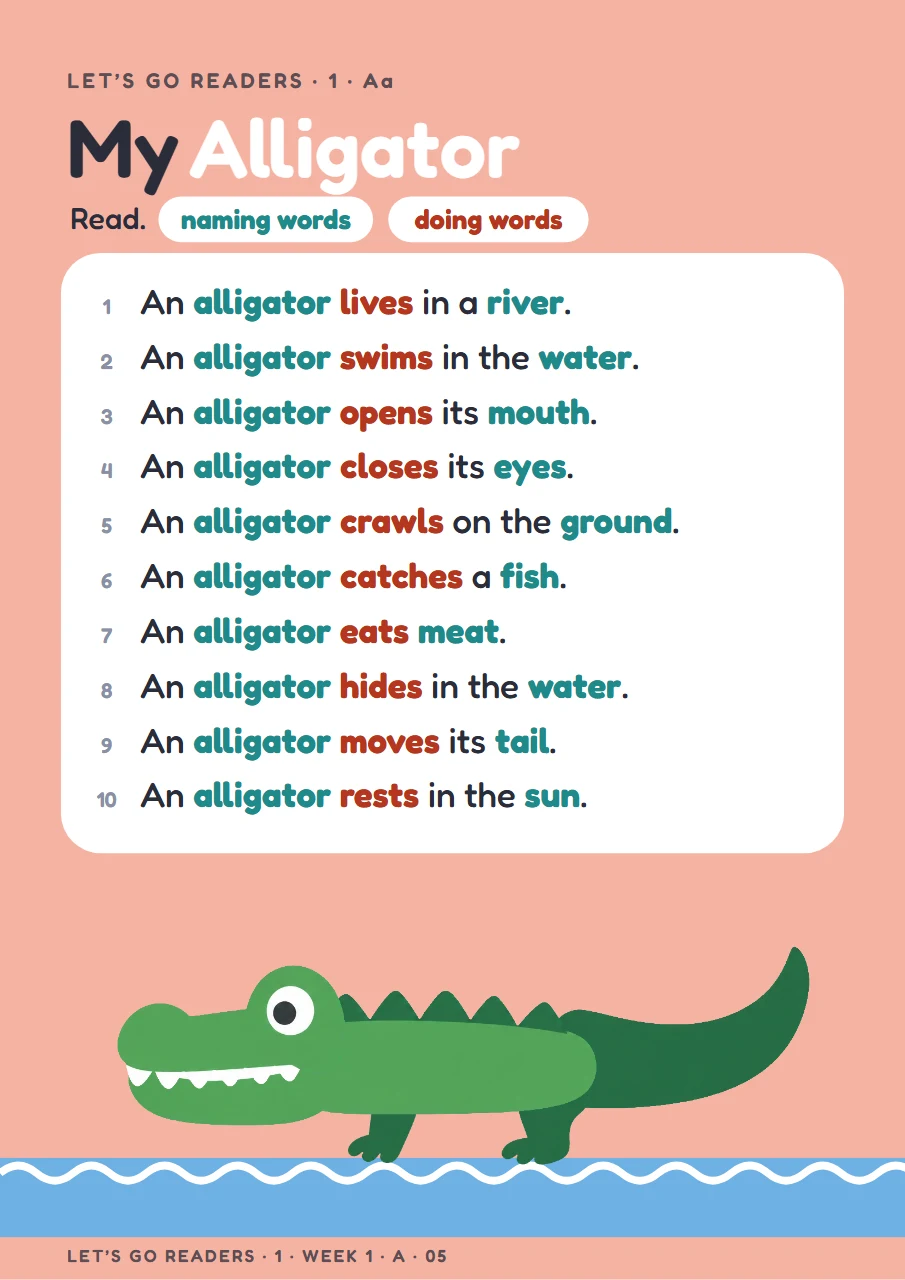 LET'S GO READERS · 1 · Aa
My Alligator
Read. naming words doing words
1 An alligator lives in a river.
2 An alligator swims in the water.
3 An alligator opens its mouth.
4 An alligator closes its eyes.
5 An alligator crawls on the ground.
6 An alligator catches a fish.
7 An alligator eats meat.
8 An alligator hides in the water.
9 An alligator moves its tail.
10 An alligator rests in the sun.
LET'S GO READERS · 1 · WEEK 1 · A · 05